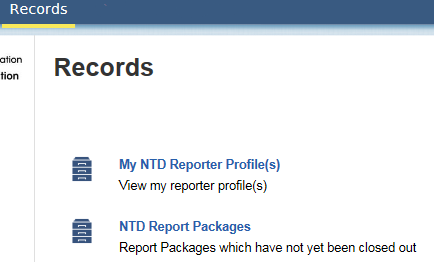 Records
ation
tion
Records
My NTD Reporter Profile(s)
View my reporter profile(s)
NTD Report Packages
Report Packages which have not yet been closed out